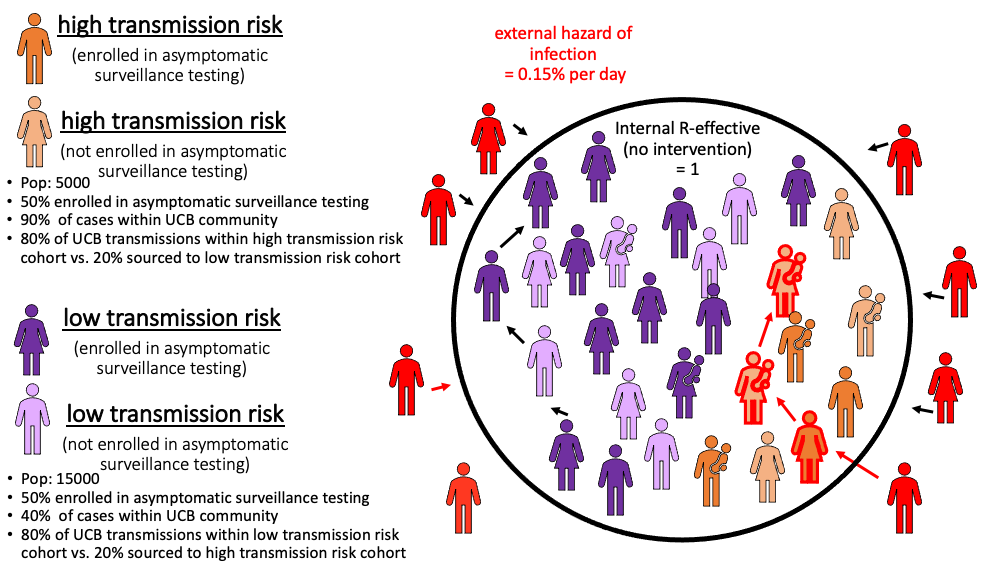 high transmission risk
(enrolled in asymptomatic
surveillance testing)
high transmission risk
(not enrolled in asymptomatic
surveillance testing)
• Pop: 5000
• 50% enrolled in asymptomatic surveillance testing
• 90% of cases within UCB community
• 80% of UCB transmissions within high transmission risk
cohort vs. 20% sourced to low transmission risk cohort
low transmission risk
(enrolled in asymptomatic
surveillance testing)
low transmission risk
(not enrolled in asymptomatic
surveillance testing)
• Pop: 15000
• 50% enrolled in asymptomatic surveillance testing
• 40% of cases within UCB community
• 80% of UCB transmissions within low transmission risk
cohort vs. 20% sourced to high transmission risk cohort
external hazard of
infection
= 0.15% per day
Internal R-effective
(no intervention)
= 1